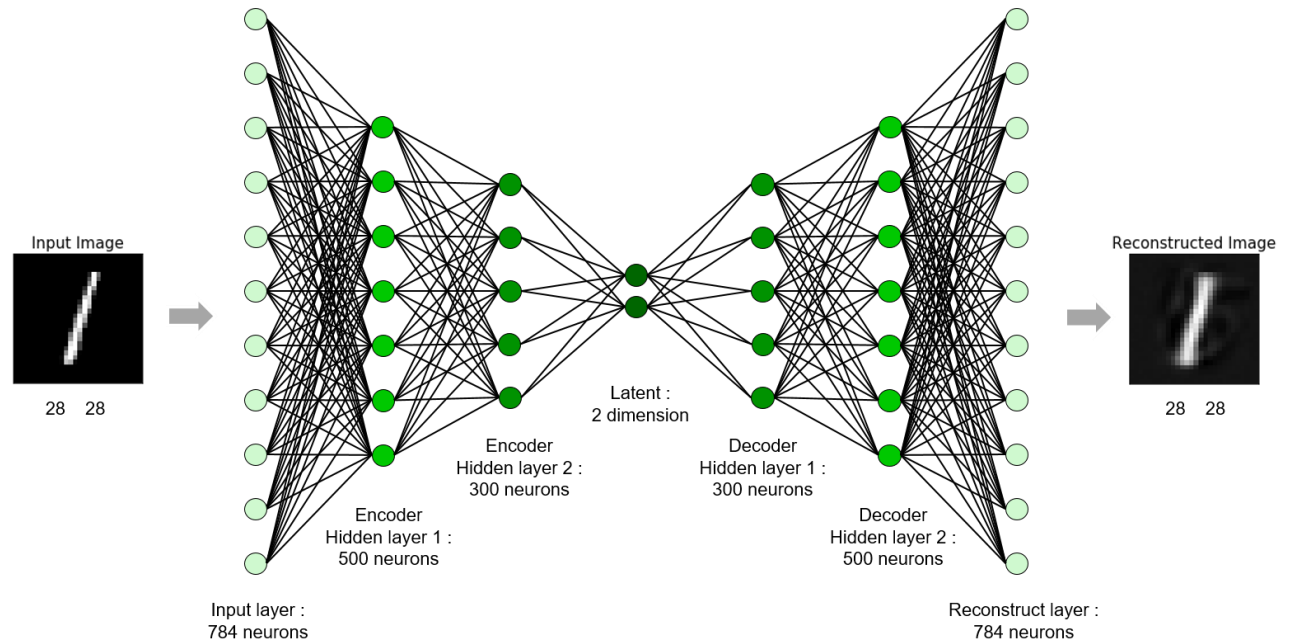 Input Image
28 28
Input layer :
784 neurons
Encoder
Hidden layer 1 :
500 neurons
Encoder
Hidden layer 2 :
300 neurons
Latent :
2 dimension
Decoder
Hidden layer 1 :
300 neurons
Decoder
Hidden layer 2 :
500 neurons
Reconstruct layer :
784 neurons
Reconstructed Image
28 28